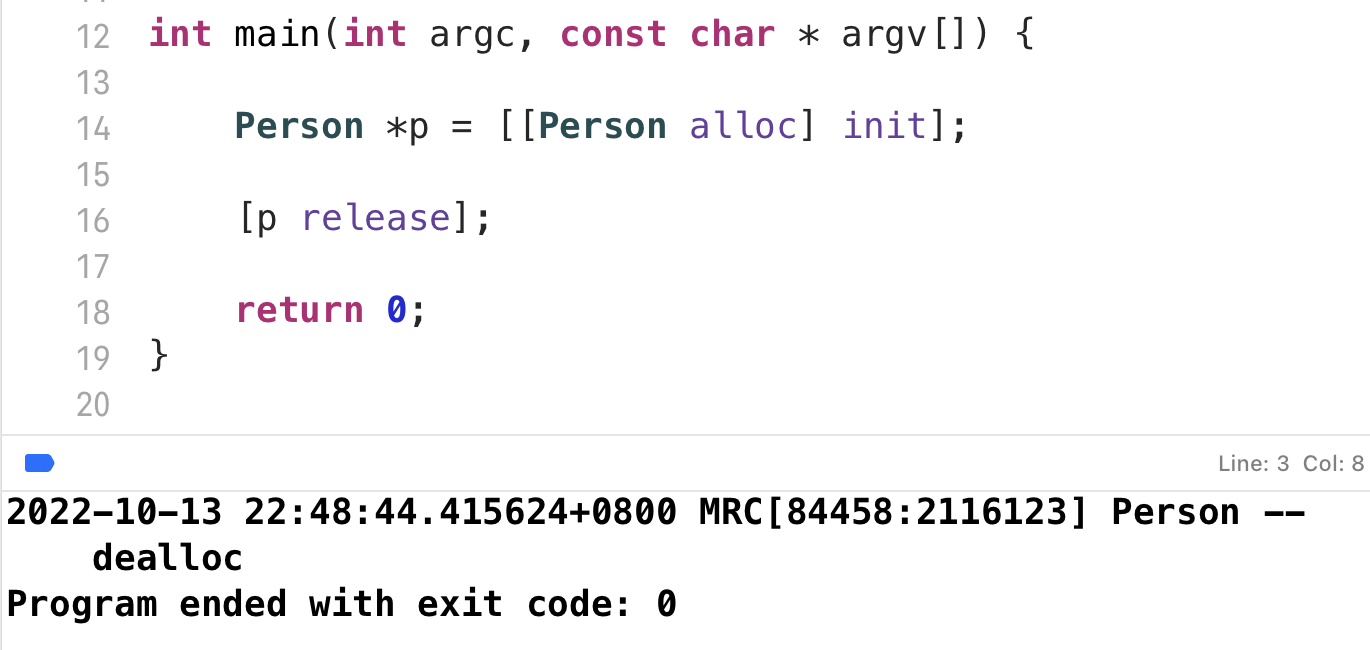 12 int main(int argc, const char * argv[]) {
13
14     Person *p = [[Person alloc] init];
15
16     [p release];
17
18     return 0;
19 }
20
Line: 3 Col: 8
2022-10-13 22:48:44.415624+0800 MRC[84458:2116123] Person --
    dealloc
Program ended with exit code: 0